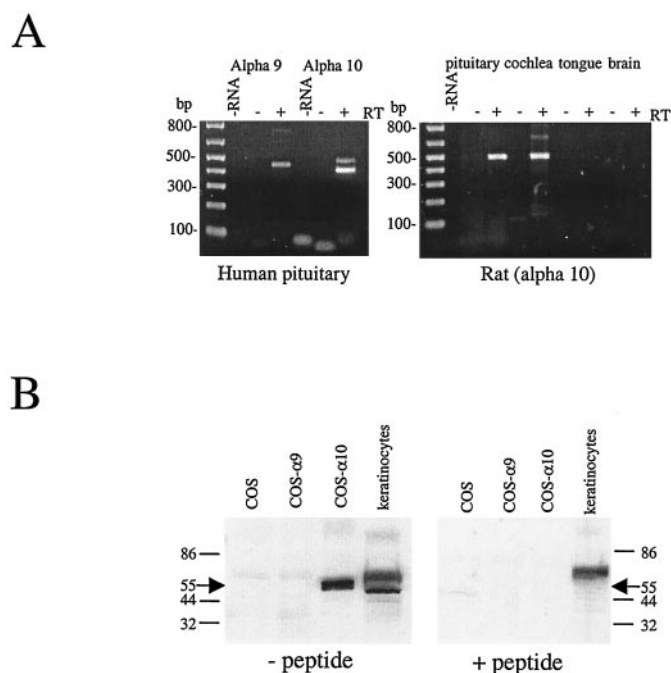 A
Alpha 9 Alpha 10
-RNA -RNA
bp - + - + RT
800-
500-
300-
100-
Human pituitary
pituitary cochlea tongue brain
-RNA
bp - + - + - + - + RT
800-
500-
300-
100-
Rat (alpha 10)
B
COS COS-α9 COS-α10 keratinocytes
86
55
44
32
- peptide
COS COS-α9 COS-α10 keratinocytes
86
55
44
32
+ peptide